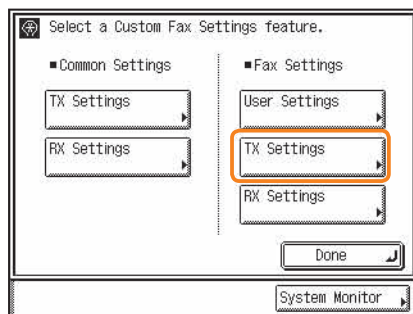 Select a Custom Fax Settings feature.
■Common Settings
TX Settings
RX Settings
■Fax Settings
User Settings
TX Settings
RX Settings
Done
System Monitor